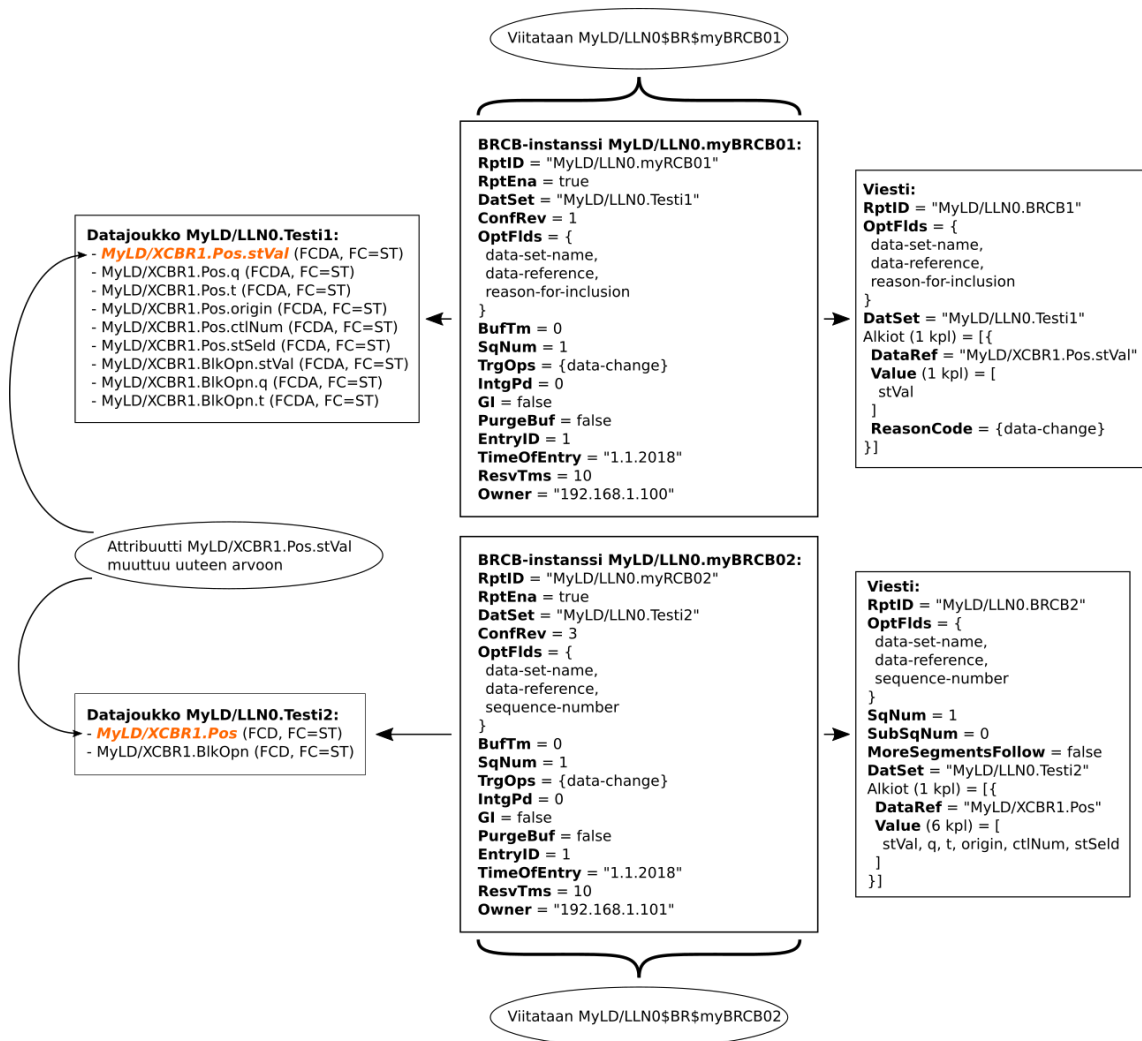 Viitataan MyLD/LLN0$BR$myBRCB01
BRCB-instanssi MyLD/LLN0.myBRCB01:
RptID = "MyLD/LLN0.myRCB01"
RptEna = true
DatSet = "MyLD/LLN0.Testi1"
ConfRev = 1
OptFlds = {
data-set-name,
data-reference,
reason-for-inclusion
}
BufTm = 0
SqNum = 1
TrgOps = {data-change}
IntgPd = 0
GI = false
PurgeBuf = false
EntryID = 1
TimeOfEntry = "1.1.2018"
ResvTms = 10
Owner = "192.168.1.100"
Datajoukko MyLD/LLN0.Testi1:
- MyLD/XCBR1.Pos.stVal (FCDA, FC=ST)
- MyLD/XCBR1.Pos.q (FCDA, FC=ST)
- MyLD/XCBR1.Pos.t (FCDA, FC=ST)
- MyLD/XCBR1.Pos.origin (FCDA, FC=ST)
- MyLD/XCBR1.Pos.ctlNum (FCDA, FC=ST)
- MyLD/XCBR1.Pos.stSeld (FCDA, FC=ST)
- MyLD/XCBR1.BlkOpn.stVal (FCDA, FC=ST)
- MyLD/XCBR1.BlkOpn.q (FCDA, FC=ST)
- MyLD/XCBR1.BlkOpn.t (FCDA, FC=ST)
Viesti:
RptID = "MyLD/LLN0.BRCB1"
OptFlds = {
data-set-name,
data-reference,
reason-for-inclusion
}
DatSet = "MyLD/LLN0.Testi1"
Alkiot (1 kpl) = [{
DataRef = "MyLD/XCBR1.Pos.stVal"
Value (1 kpl) = [
stVal
]
ReasonCode = {data-change}
}]
Attribuutti MyLD/XCBR1.Pos.stVal
muuttuu uuteen arvoon
BRCB-instanssi MyLD/LLN0.myBRCB02:
RptID = "MyLD/LLN0.myRCB02"
RptEna = true
DatSet = "MyLD/LLN0.Testi2"
ConfRev = 3
OptFlds = {
data-set-name,
data-reference,
sequence-number
}
BufTm = 0
SqNum = 1
TrgOps = {data-change}
IntgPd = 0
GI = false
PurgeBuf = false
EntryID = 1
TimeOfEntry = "1.1.2018"
ResvTms = 10
Owner = "192.168.1.101"
Datajoukko MyLD/LLN0.Testi2:
- MyLD/XCBR1.Pos (FCD, FC=ST)
- MyLD/XCBR1.BlkOpn (FCD, FC=ST)
Viesti:
RptID = "MyLD/LLN0.BRCB2"
OptFlds = {
data-set-name,
data-reference,
sequence-number
}
SqNum = 1
SubSqNum = 0
MoreSegmentsFollow = false
DatSet = "MyLD/LLN0.Testi2"
Alkiot (1 kpl) = [{
DataRef = "MyLD/XCBR1.Pos"
Value (6 kpl) = [
stVal, q, t, origin, ctlNum, stSeld
]
}]
Viitataan MyLD/LLN0$BR$myBRCB02